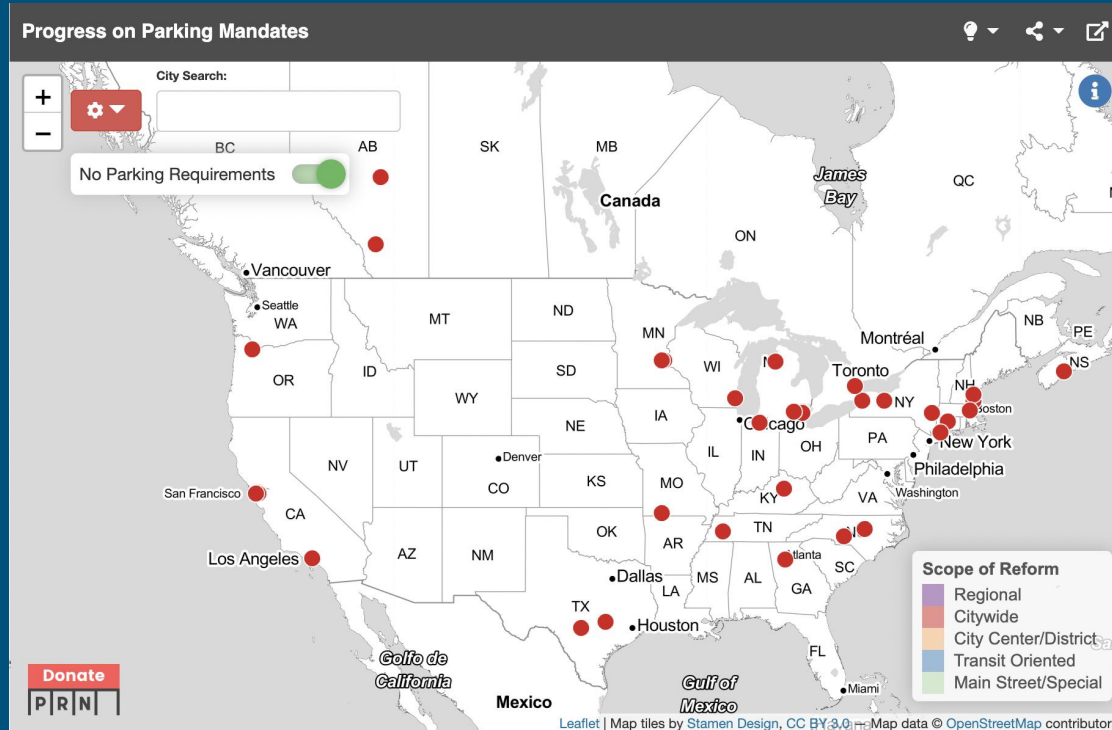 Progress on Parking Mandates
City Search:
+
−
No Parking Requirements
BC
AB
SK
MB
Canada
James
Bay
QC
ON
Vancouver
Seattle
WA
MT
ND
MN
Montréal
NB
PE
NS
OR
ID
SD
WI
Toronto
NH
WY
IA
NY
Boston
NE
Chicago
PA
New York
NV
UT
Denver
IL
IN
OH
Philadelphia
CO
KS
MO
Washington
San Francisco
KY
VA
CA
OK
TN
Los Angeles
AZ
NM
AR
Atlanta
SC
Dallas
MS
AL
GA
LA
TX
Houston
FL
Golfo de
California
Gulf of
Mexico
Miami
Mexico
Scope of Reform
Regional
Citywide
City Center/District
Transit Oriented
Main Street/Special
Donate
PRN
Leaflet | Map tiles by Stamen Design, CC BY 3.0 — Map data © OpenStreetMap contributor